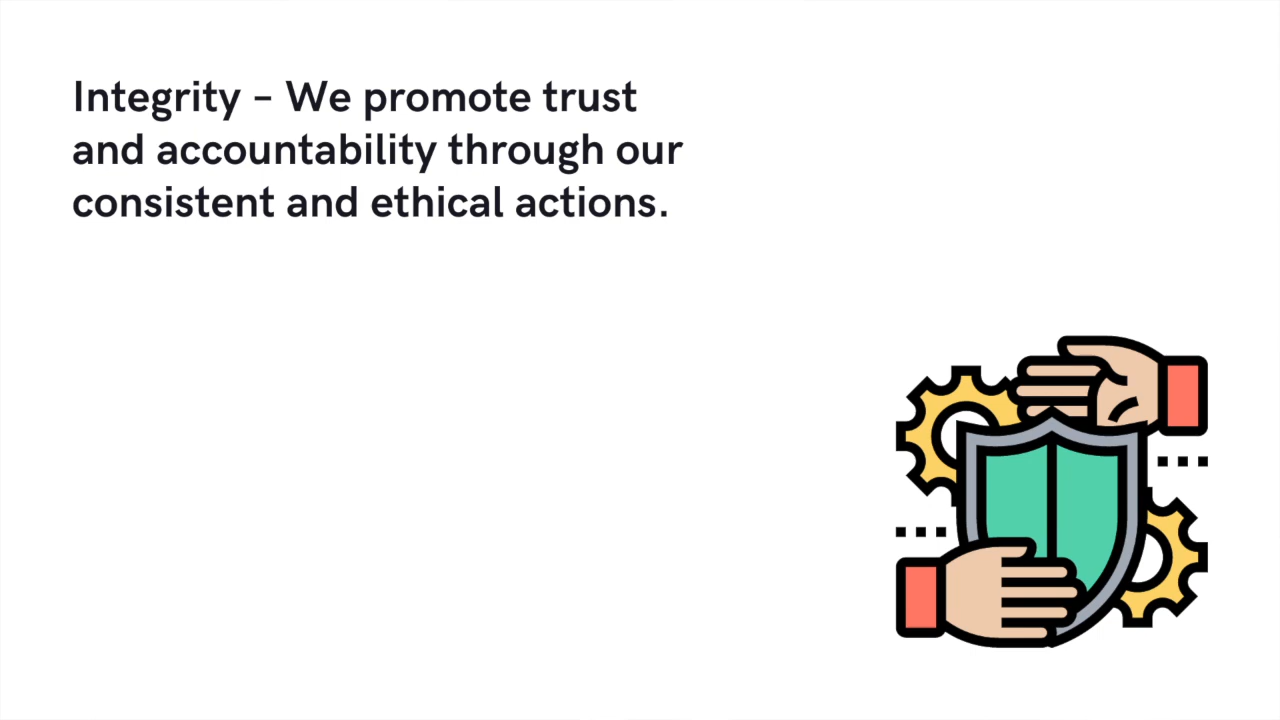 Integrity – We promote trust
and accountability through our
consistent and ethical actions.